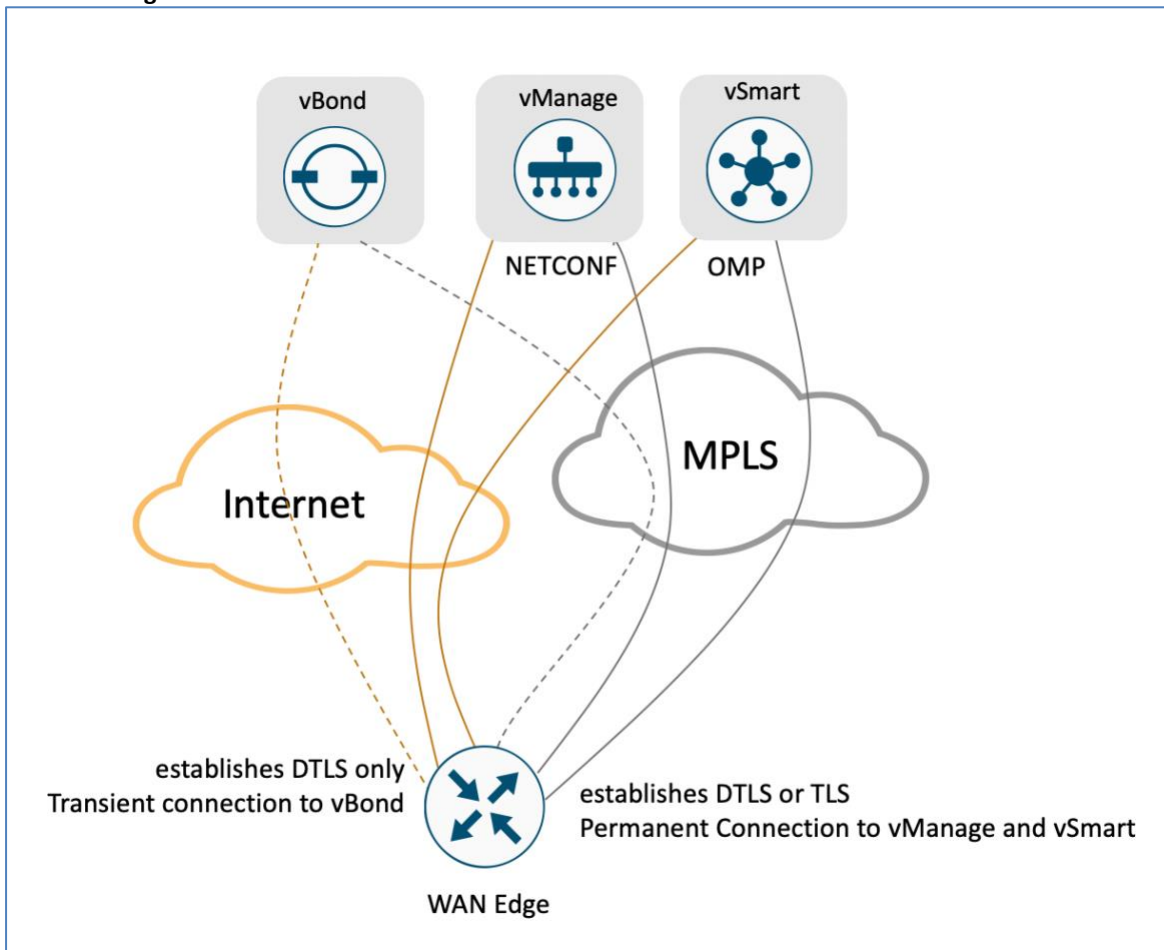 vBond
vManage
vSmart
NETCONF
OMP
Internet
MPLS
establishes DTLS only
Transient connection to vBond
establishes DTLS or TLS
Permanent Connection to vManage and vSmart
WAN Edge